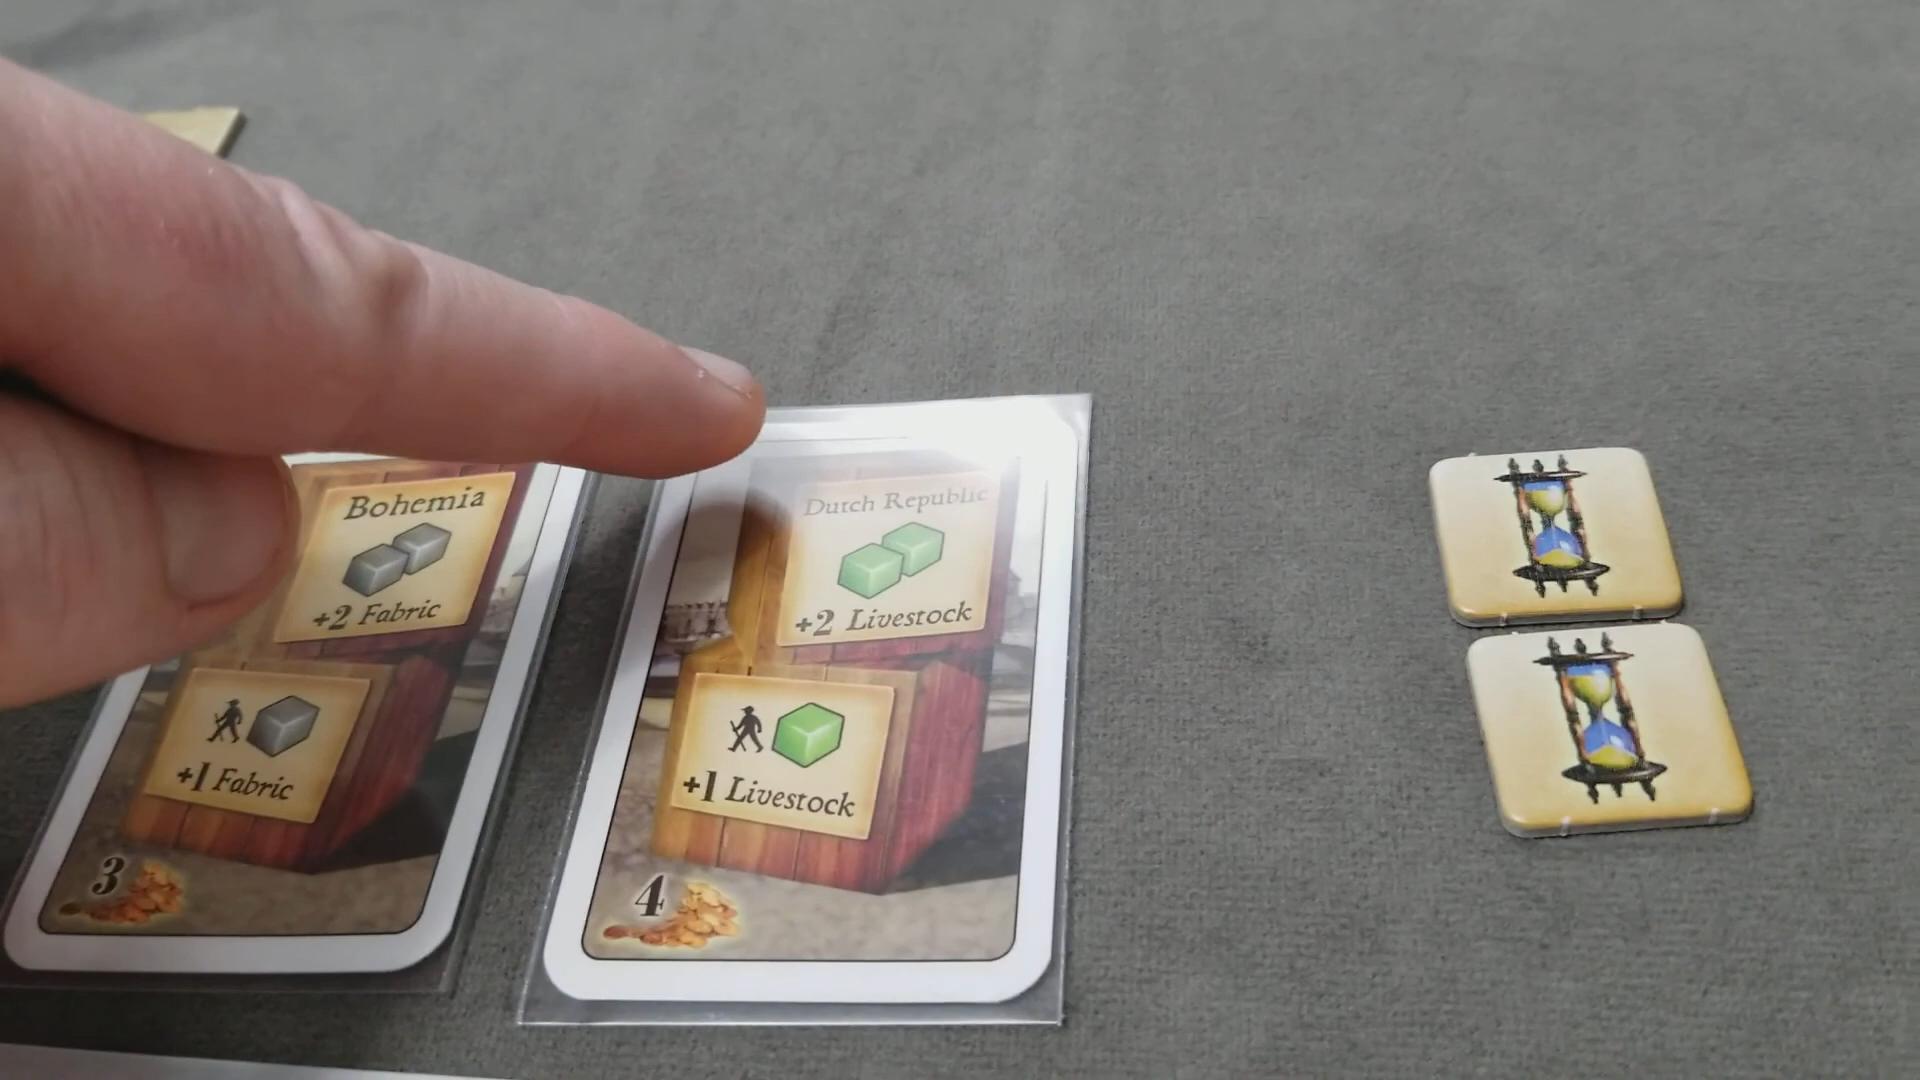 Bohemia
+2 Fabric
+1 Fabric
3
Dutch Republic
+2 Livestock
+1 Livestock
4